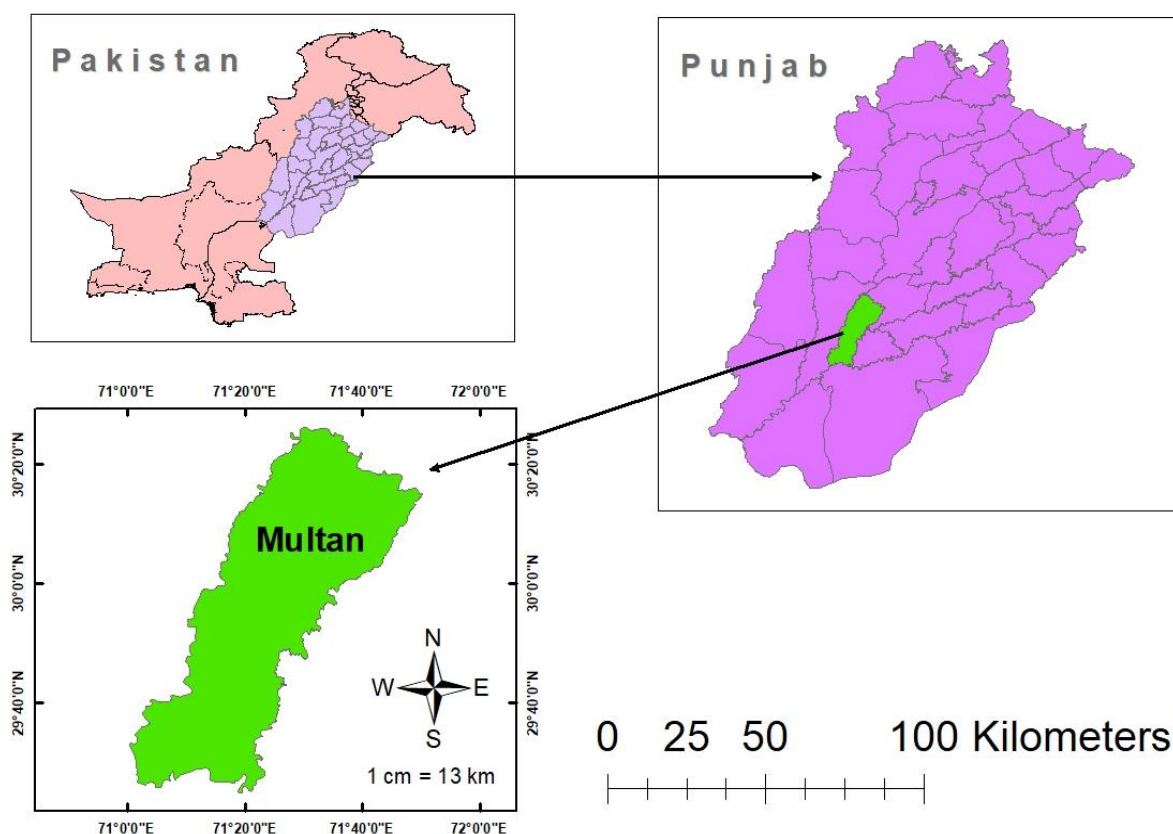 P a k i s t a n
P u n j a b
71°0'0"E 71°20'0"E 71°40'0"E 72°0'0"E
30°20'0"N
30°20'0"N
Multan
30°0'0"N
30°0'0"N
N
W E
S
29°40'0"N
29°40'0"N
1 cm = 13 km
0 25 50 100 Kilometers
71°0'0"E 71°20'0"E 71°40'0"E 72°0'0"E